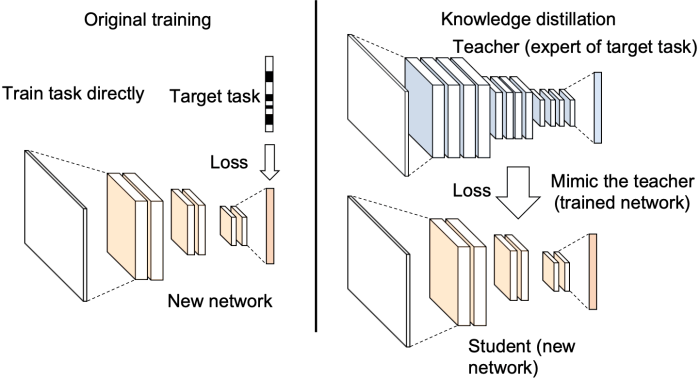 Original training
Train task directly
Target task
Loss
New network
Knowledge distillation
Teacher (expert of target task)
Loss
Mimic the teacher
(trained network)
Student (new
network)